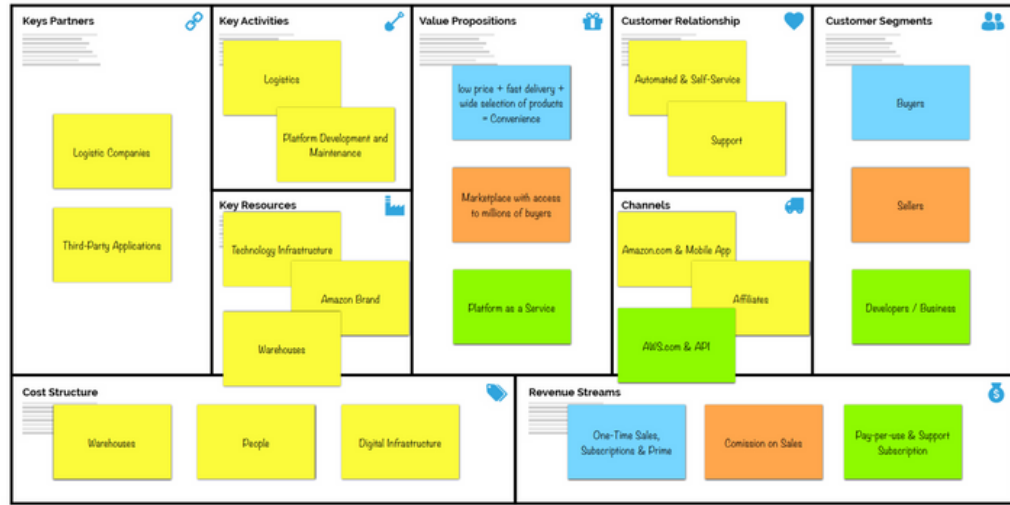 Keys Partners
Logistic Companies
Third-Party Applications
Key Activities
Logistics
Platform Development and
Maintenance
Key Resources
Technology Infrastructure
Amazon Brand
Warehouses
Value Propositions
low price + fast delivery +
wide selection of products
= Convenience
Marketplace with access
to millions of buyers
Platform as a Service
Customer Relationship
Automated & Self-Service
Support
Channels
Amazon.com & Mobile App
Affiliates
AWS.com & API
Customer Segments
Buyers
Sellers
Developers / Business
Cost Structure
Warehouses
People
Digital Infrastructure
Revenue Streams
One-Time Sales,
Subscriptions & Prime
Comission on Sales
Pay-per-use & Support
Subscription
$